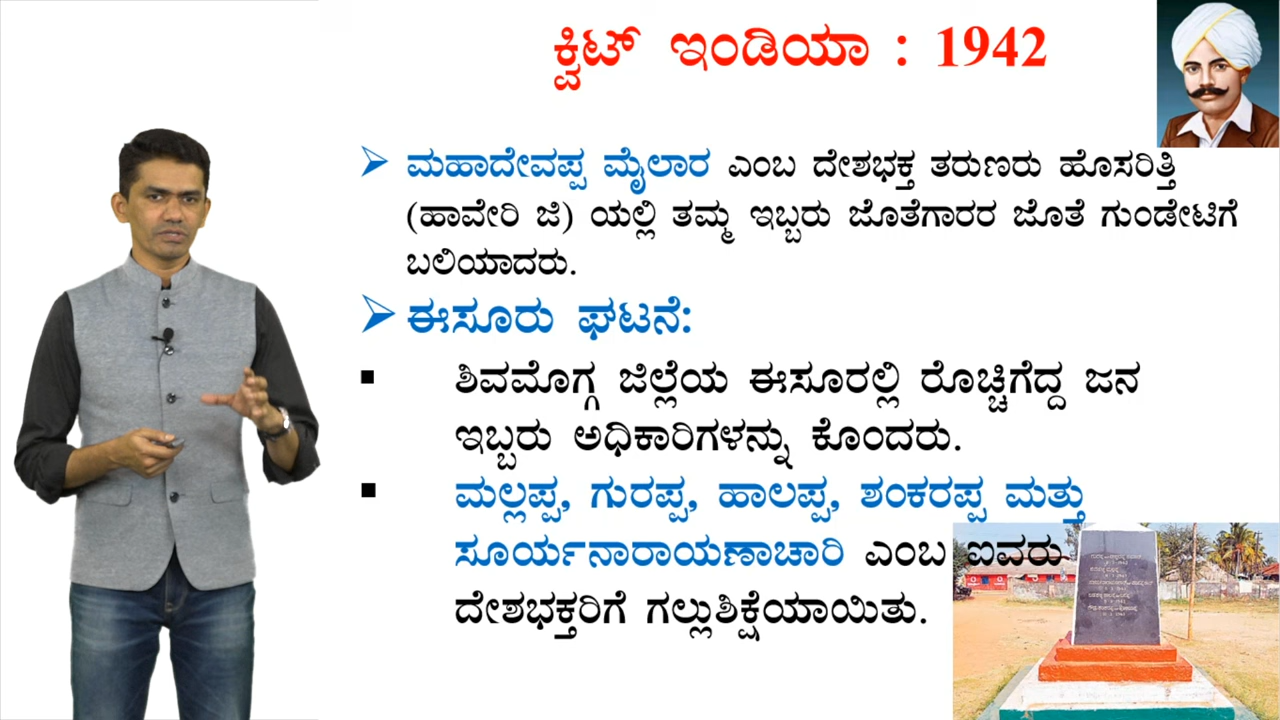 ಕ್ವಿಟ್ ಇಂಡಿಯಾ : 1942
➢ ಮಹಾದೇವಪ್ಪ ಮೈಲಾರ ಎಂಬ ದೇಶಭಕ್ತ ತರುಣರು ಹೊಸರಿತ್ತಿ
(ಹಾವೇರಿ ಜಿ) ಯಲ್ಲಿ ತಮ್ಮ ಇಬ್ಬರು ಜೊತೆಗಾರರ ಜೊತೆ ಗುಂಡೇಟಿಗೆ
ಬಲಿಯಾದರು.
➢ ಈಸೂರು ಘಟನೆ:
▪ ಶಿವಮೊಗ್ಗ ಜಿಲ್ಲೆಯ ಈಸೂರಲ್ಲಿ ರೊಚ್ಚಿಗೆದ್ದ ಜನ
ಇಬ್ಬರು ಅಧಿಕಾರಿಗಳನ್ನು ಕೊಂದರು.
▪ ಮಲ್ಲಪ್ಪ, ಗುರಪ್ಪ, ಹಾಲಪ್ಪ, ಶಂಕರಪ್ಪ ಮತ್ತು
ಸೂರ್ಯನಾರಾಯಣಾಚಾರಿ ಎಂಬ ಐವರು
ದೇಶಭಕ್ತರಿಗೆ ಗಲ್ಲುಶಿಕ್ಷೆಯಾಯಿತು.